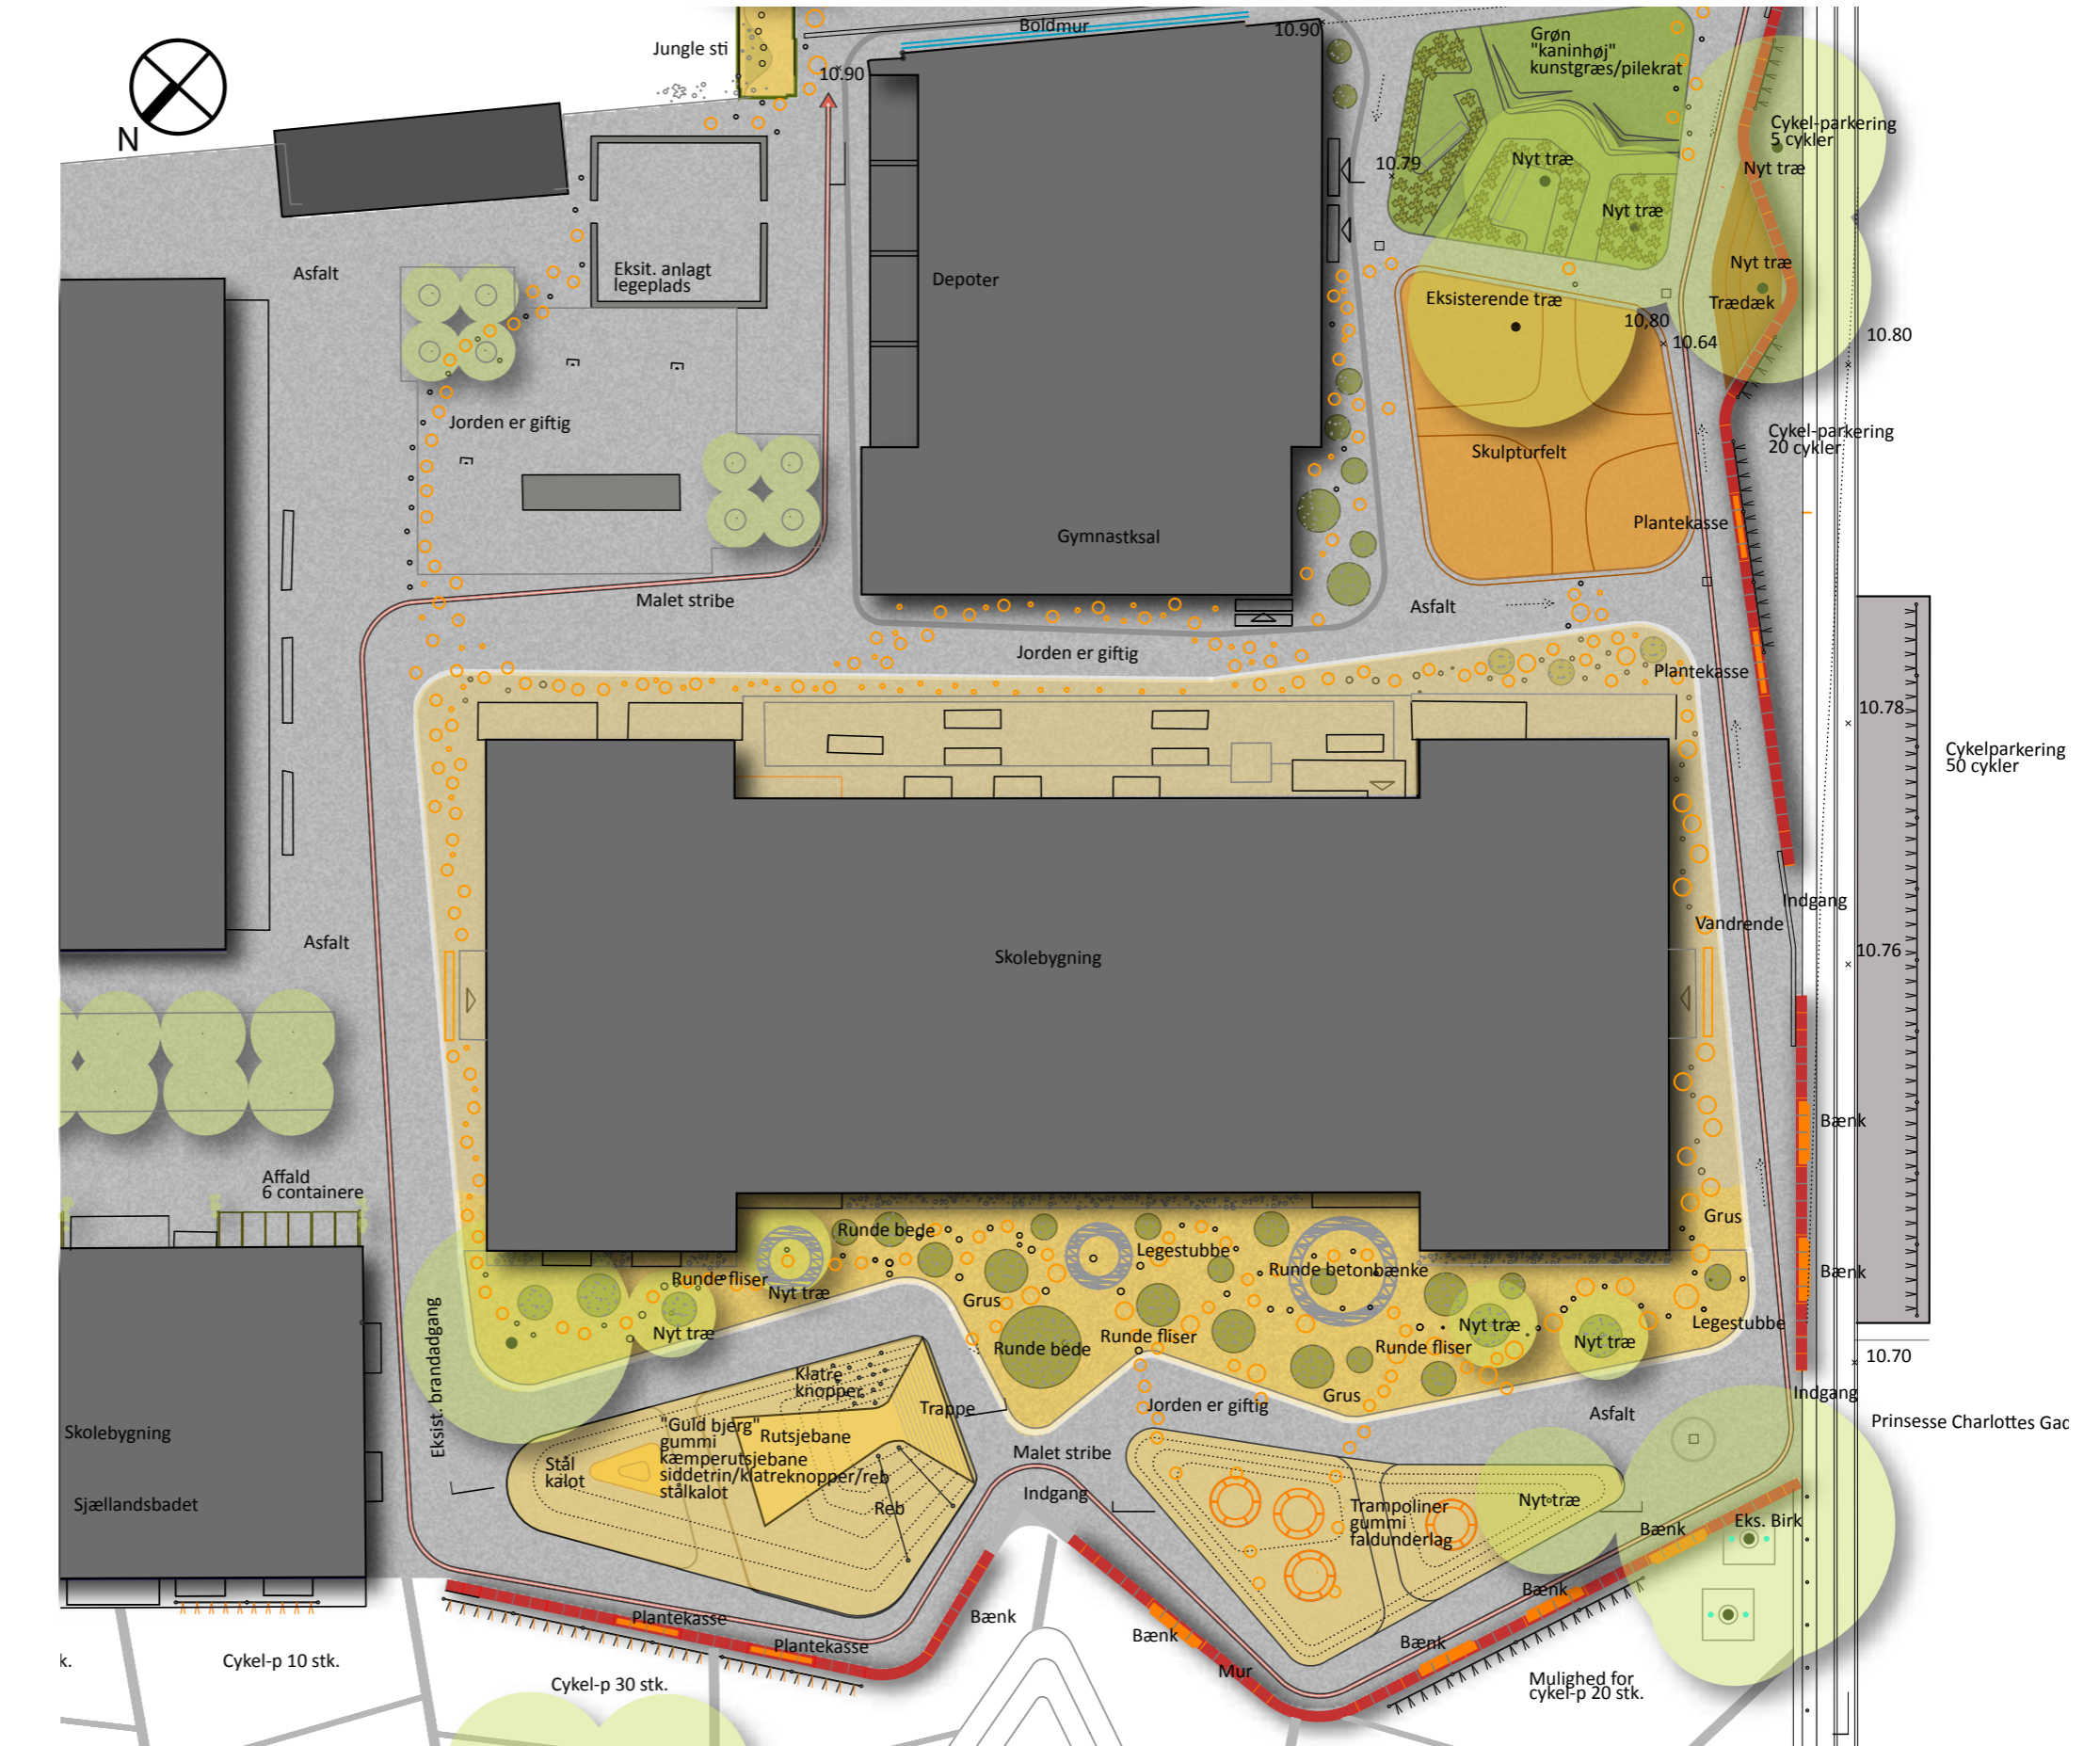 Boldmur
10.90
Jungle sti
10.90
Grøn
"kaninhøj"
kunstgræs/pilekrat
N
Cykel-parkering
5 cykler
Nyt træ
10.79
Nyt træ
Nyt træ
Asfalt
Eksit. anlagt
legeplads
Depoter
Nyt træ
Trædæk
Eksisterende træ
10,80
10.64
10.80
Jorden er giftig
Cykel-parkering
20 cykler
Skulpturfelt
Plantekasse
Gymnastksal
Malet stribe
Asfalt
Jorden er giftig
Plantekasse
10.78
Cykelparkering
50 cykler
Indgang
Vandrende
Asfalt
Skolebygning
10.76
Bænk
Affald
6 containere
Grus
Runde bede
Legestubbe
Runde betonbænke
Bænk
Runde fliser
Nyt træ
Grus
Nyt træ
Runde fliser
Runde bede
Nyt træ
Runde fliser
Nyt træ
Legestubbe
10.70
Eksist. brandadgang
Klatre
knopper
Trappe
Jorden er giftig
Grus
Asfalt
Indgang
Prinsesse Charlottes Gad
Skolebygning
"Guld bjerg"
gummi
kæmperutsjebane
siddetrin/klatreknopper/reb
stålkalot
Rutsjebane
Malet stribe
Stål
kalot
Reb
Indgang
Sjællandsbadet
Trampoliner
gummi
faldunderlag
Nyt træ
Bænk
Eks. Birk
Bænk
Plantekasse
Bænk
Plantekasse
Bænk
Bænk
k.
Cykel-p 10 stk.
Mur
Cykel-p 30 stk.
Mulighed for
cykel-p 20 stk.